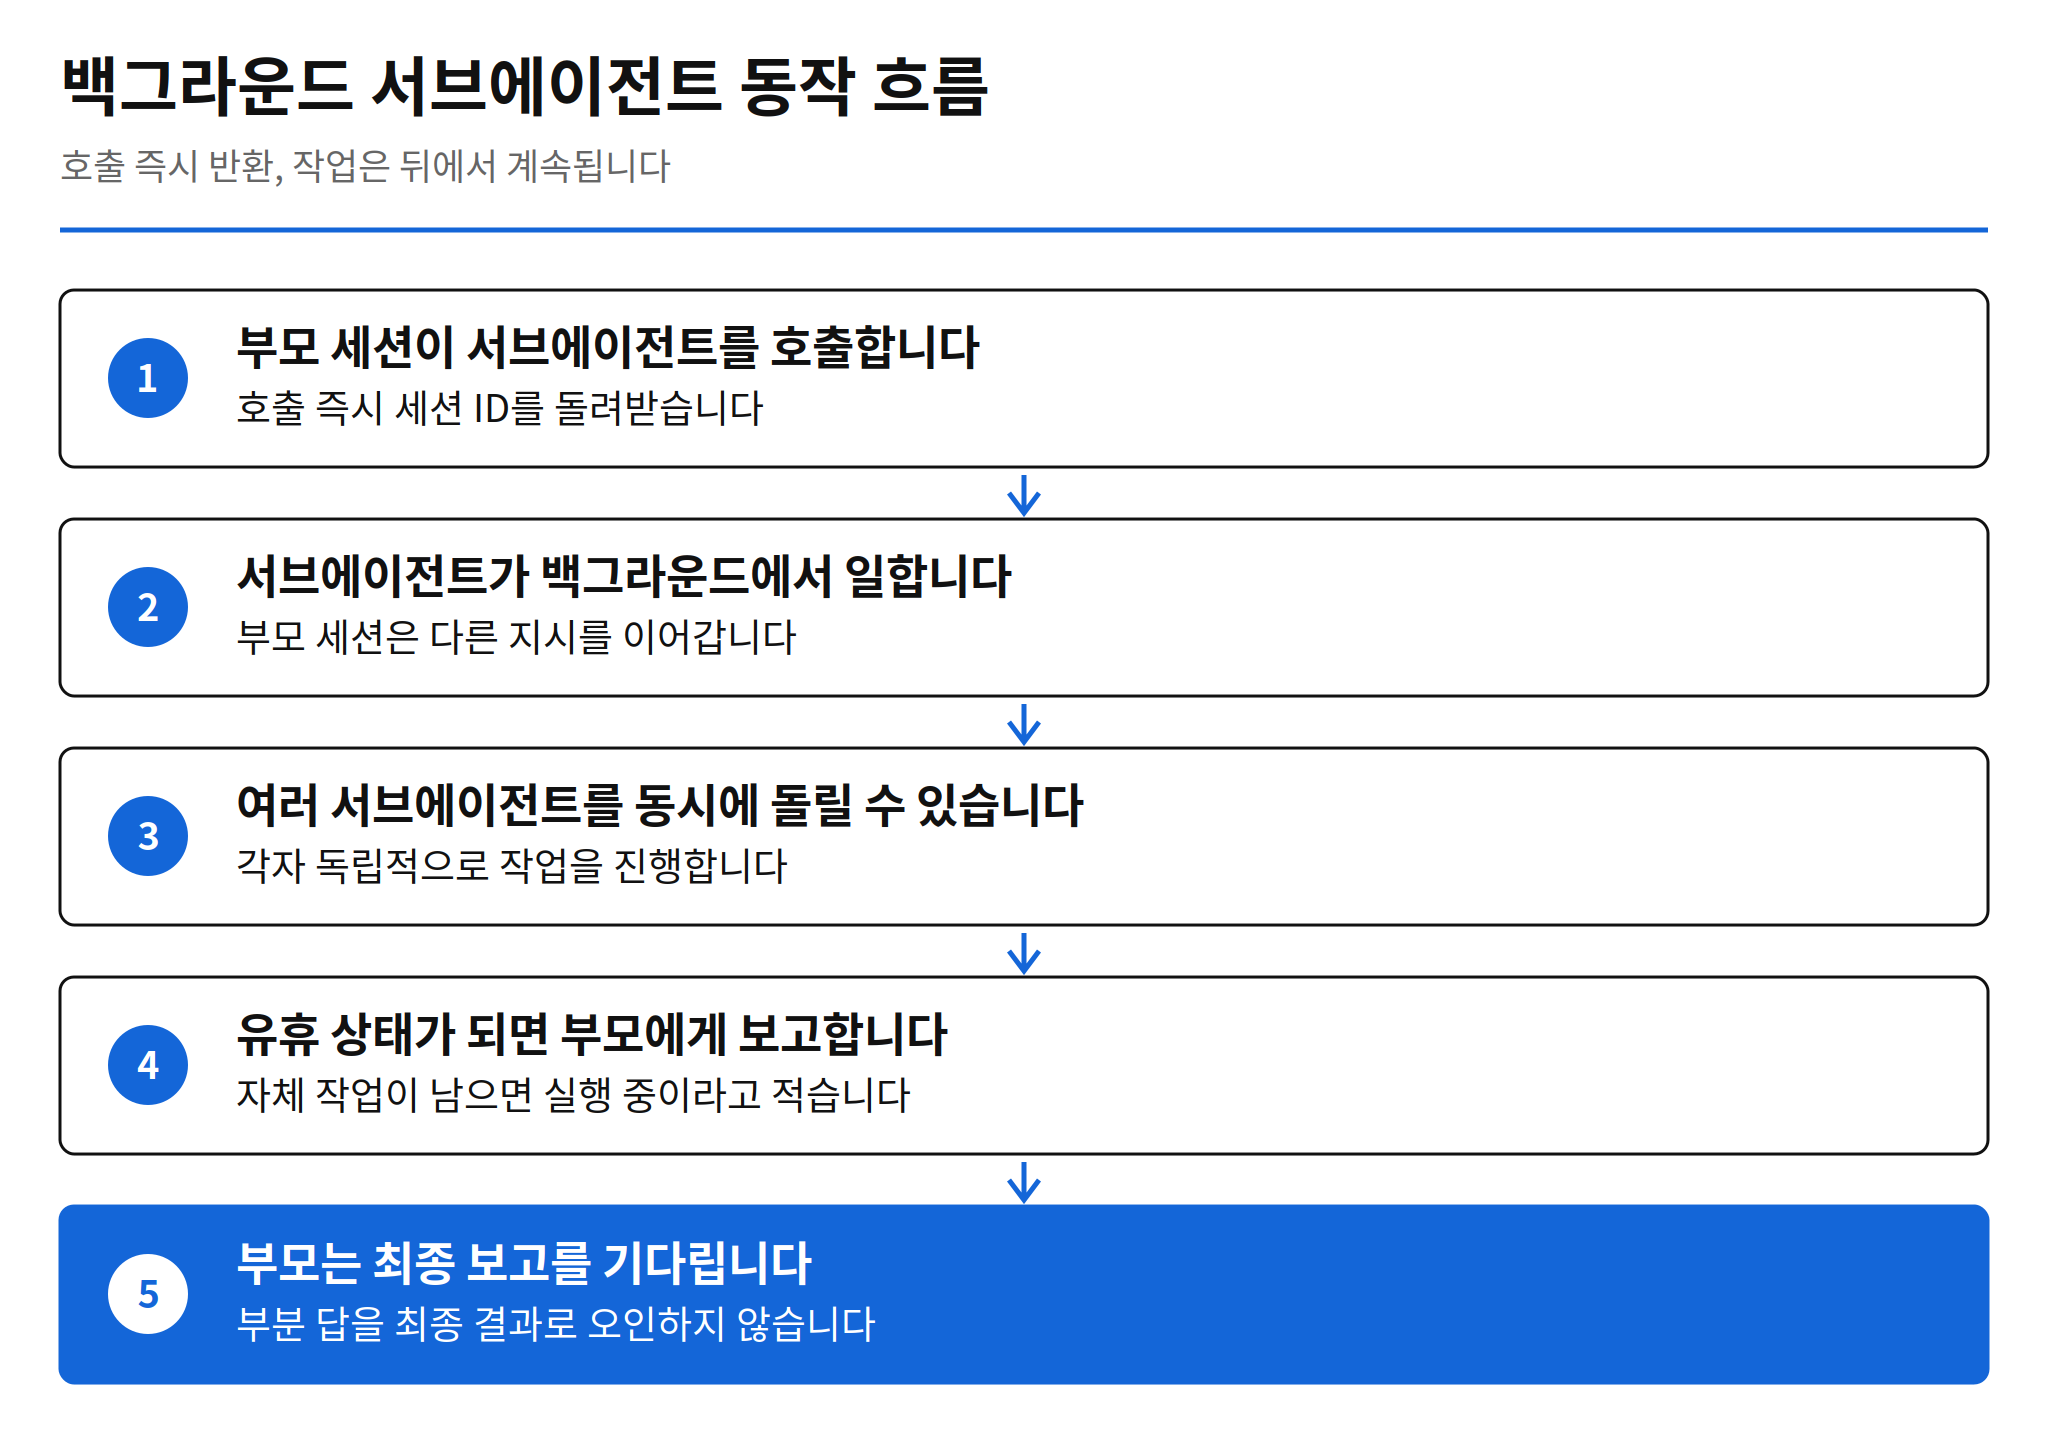 백그라운드 서브에이전트 동작 흐름
호출 즉시 반환, 작업은 뒤에서 계속됩니다
1
부모 세션이 서브에이전트를 호출합니다
호출 즉시 세션 ID를 돌려받습니다
2
서브에이전트가 백그라운드에서 일합니다
부모 세션은 다른 지시를 이어갑니다
3
여러 서브에이전트를 동시에 돌릴 수 있습니다
각자 독립적으로 작업을 진행합니다
4
유휴 상태가 되면 부모에게 보고합니다
자체 작업이 남으면 실행 중이라고 적습니다
5
부모는 최종 보고를 기다립니다
부분 답을 최종 결과로 오인하지 않습니다